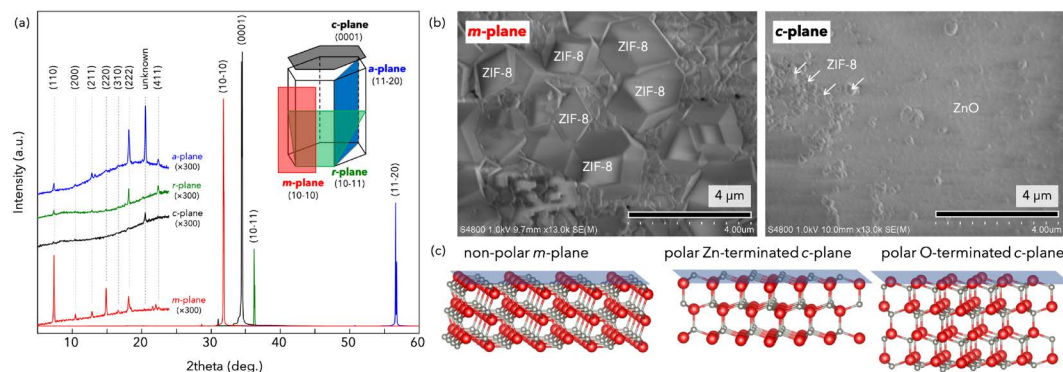 (a)
(110)
(200)
(211)
(220)
(310)
(222)
unknown
(411)
(0001)
(10-10)
(10-11)
(11-20)
c-plane
(0001)
a-plane
(11-20)
m-plane
(10-10)
r-plane
(10-11)
a-plane
(×300)
r-plane
(×300)
c-plane
(×300)
m-plane
(×300)
Intensity (a.u.)
10 20 30 40 50 60
2theta (deg.)
(b)
m-plane
ZIF-8
ZIF-8
ZIF-8
ZIF-8
ZIF-8
ZIF-8
4 μm
S4800 1.0kV 9.7mm x13.0k SE(M)
4.00um
c-plane
ZIF-8
ZnO
4 μm
S4800 1.0kV 10.0mm x13.0k SE(M)
4.00um
(c)
non-polar m-plane
polar Zn-terminated c-plane
polar O-terminated c-plane